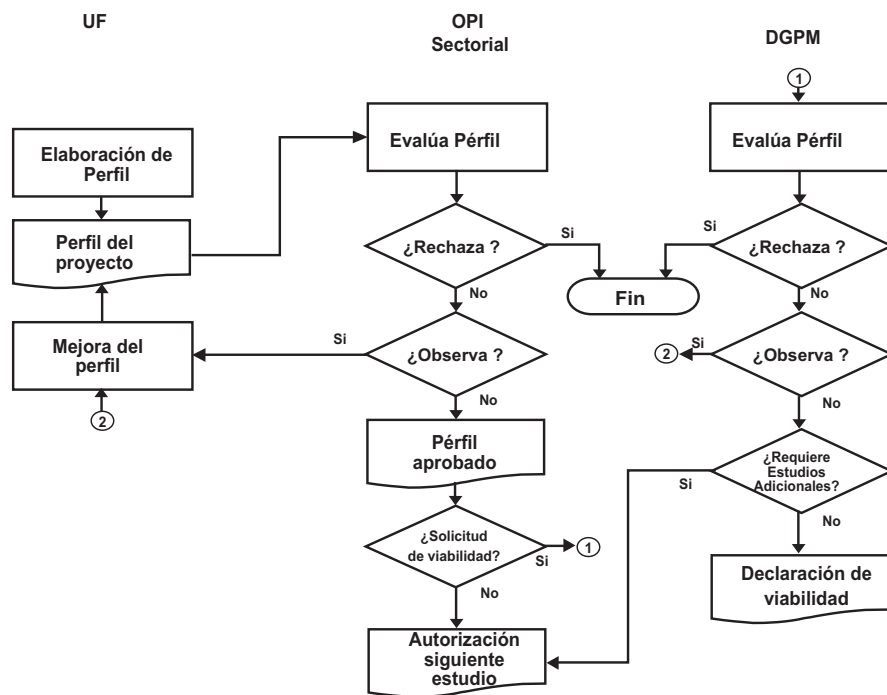 UF
OPI
Sectorial
DGPM
1
Elaboración de
Perfil
Evalúa Pérfil
Evalúa Pérfil
Perfil del
proyecto
¿Rechaza ?
Si
Si
¿Rechaza ?
Fin
No
No
Mejora del
perfil
Si
¿Observa ?
2
Si
¿Observa ?
2
No
No
Pérfil
aprobado
¿Requiere
Estudios
Adicionales?
Si
¿Solicitud
de viabilidad?
Si
1
No
No
Declaración de
viabilidad
Autorización
siguiente
estudio